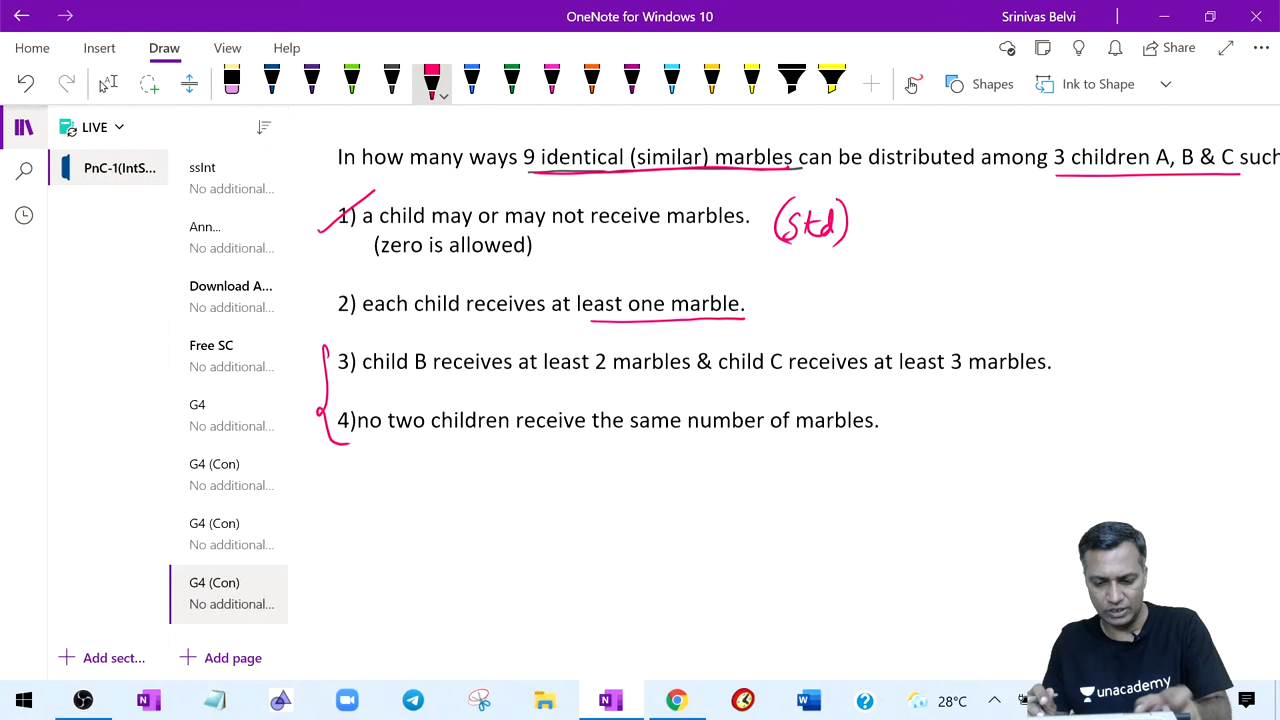 OneNote for Windows 10
Srinivas Belvi
Home Insert Draw View Help
Share
Shapes
Ink to Shape
LIVE
PnC-1(IntS...
ssInt
No additional...
Ann...
No additional...
Download A...
No additional...
Free SC
No additional...
G4
No additional...
G4 (Con)
No additional...
G4 (Con)
No additional...
G4 (Con)
No additional...
Add sect...
Add page
In how many ways 9 identical (similar) marbles can be distributed among 3 children A, B & C such
1) a child may or may not receive marbles. (std)
(zero is allowed)
2) each child receives at least one marble.
3) child B receives at least 2 marbles & child C receives at least 3 marbles.
4)no two children receive the same number of marbles.
unacademy
28°C